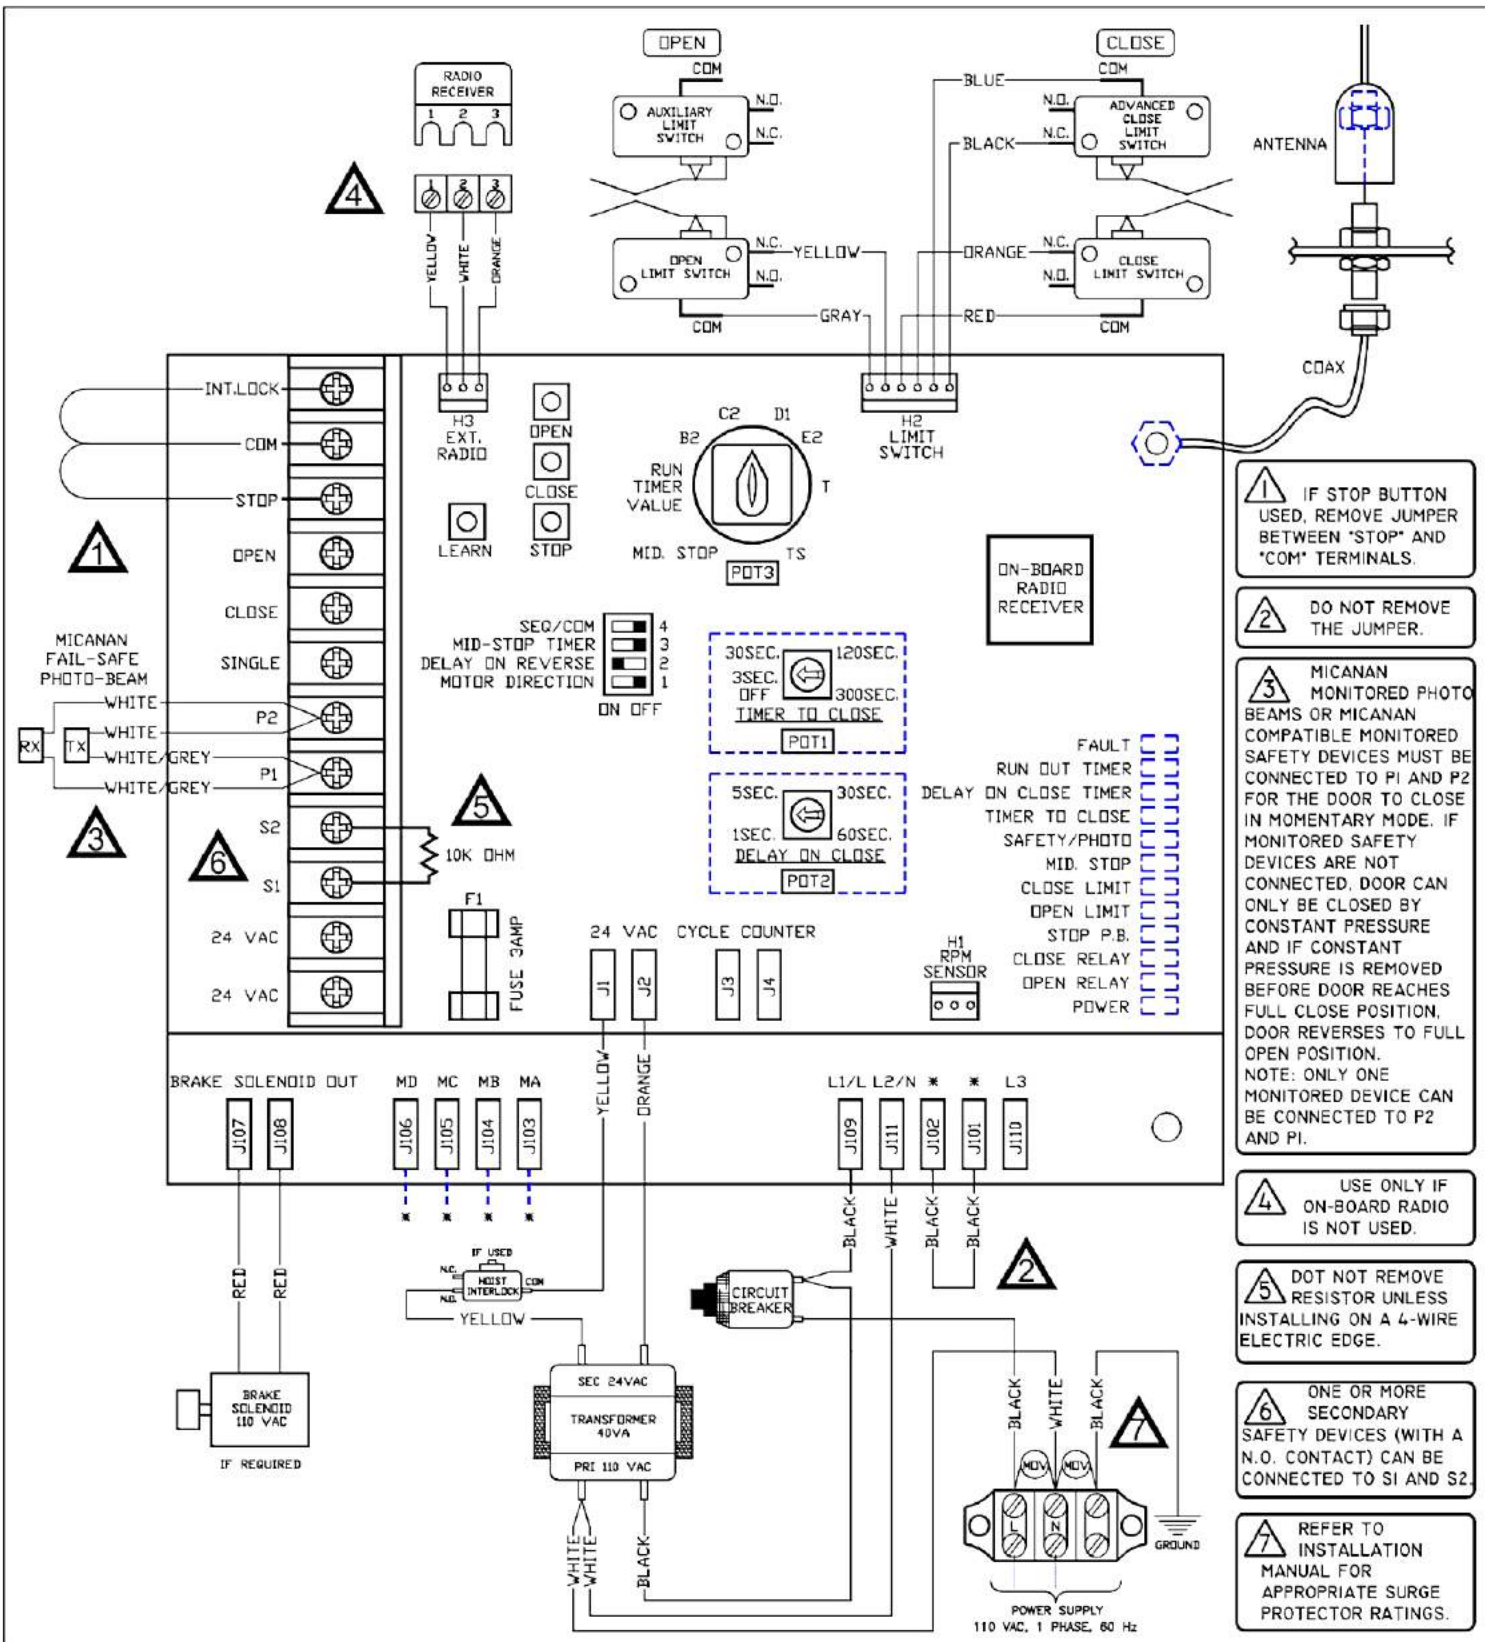 OPEN
CLOSE
RADIO
RECEIVER
1 2 3
COM
AUXILIARY
LIMIT
SWITCH
N.O.
N.C.
BLUE
BLACK
COM
N.O.
N.C.
ADVANCED
CLOSE
LIMIT
SWITCH
ANTENNA
4
1 2 3
YELLOW
WHITE
ORANGE
OPEN
LIMIT SWITCH
N.C.
N.O.
COM
YELLOW
GRAY
ORANGE
RED
N.C.
N.O.
CLOSE
LIMIT SWITCH
COM
COAX
INT.LOCK
COM
STOP
OPEN
CLOSE
SINGLE
P2
P1
S2
S1
24 VAC
24 VAC
1
MICANAN
FAIL-SAFE
PHOTO-BEAM
WHITE
WHITE
WHITE/GREY
WHITE/GREY
RX
TX
3
6
5
10K OHM
H3
EXT.
RADIO
OPEN
CLOSE
STOP
LEARN
B2
C2
D1
E2
T
TS
RUN
TIMER
VALUE
MID. STOP
POT3
H2
LIMIT
SWITCH
ON-BOARD
RADIO
RECEIVER
SEQ/COM 4
MID-STOP TIMER 3
DELAY ON REVERSE 2
MOTOR DIRECTION 1
ON OFF
30SEC.
120SEC.
3SEC.
OFF
300SEC.
TIMER TO CLOSE
POT1
5SEC.
30SEC.
1SEC.
60SEC.
DELAY ON CLOSE
POT2
FAULT
RUN OUT TIMER
DELAY ON CLOSE TIMER
TIMER TO CLOSE
SAFETY/PHOTO
MID. STOP
CLOSE LIMIT
OPEN LIMIT
STOP P.B.
CLOSE RELAY
OPEN RELAY
POWER
F1
FUSE 3AMP
24 VAC
CYCLE COUNTER
J1
J2
J3
J4
H1
RPM
SENSOR
BRAKE SOLENOID OUT
J107
J108
MD MC MB MA
J106
J105
J104
J103
* * * *
YELLOW
ORANGE
L1/L L2/N * * L3
J109
J111
J102
J101
J110
BLACK
WHITE
BLACK
BLACK
2
RED
RED
BRAKE
SOLENOID
110 VAC
IF REQUIRED
IF USED
N.C.
N.O.
HOIST
INTERLOCK
COM
YELLOW
SEC 24VAC
TRANSFORMER
40VA
PRI 110 VAC
WHITE
WHITE
BLACK
CIRCUIT
BREAKER
BLACK
WHITE
BLACK
7
MOV
MOV
L
N
GROUND
POWER SUPPLY
110 VAC, 1 PHASE, 60 Hz
1 IF STOP BUTTON
USED, REMOVE JUMPER
BETWEEN "STOP" AND
"COM" TERMINALS.
2 DO NOT REMOVE
THE JUMPER.
3 MICANAN
MONITORED PHOTO
BEAMS OR MICANAN
COMPATIBLE MONITORED
SAFETY DEVICES MUST BE
CONNECTED TO P1 AND P2
FOR THE DOOR TO CLOSE
IN MOMENTARY MODE. IF
MONITORED SAFETY
DEVICES ARE NOT
CONNECTED, DOOR CAN
ONLY BE CLOSED BY
CONSTANT PRESSURE
AND IF CONSTANT
PRESSURE IS REMOVED
BEFORE DOOR REACHES
FULL CLOSE POSITION,
DOOR REVERSES TO FULL
OPEN POSITION.
NOTE: ONLY ONE
MONITORED DEVICE CAN
BE CONNECTED TO P2
AND P1.
4 USE ONLY IF
ON-BOARD RADIO
IS NOT USED.
5 DOT NOT REMOVE
RESISTOR UNLESS
INSTALLING ON A 4-WIRE
ELECTRIC EDGE.
6 ONE OR MORE
SECONDARY
SAFETY DEVICES (WITH A
N.O. CONTACT) CAN BE
CONNECTED TO S1 AND S2.
7 REFER TO
INSTALLATION
MANUAL FOR
APPROPRIATE SURGE
PROTECTOR RATINGS.